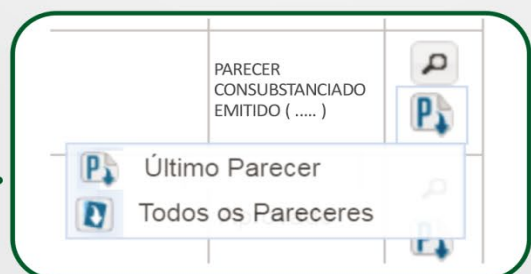 PARECER
CONSUBSTANCIADO
EMITIDO ( ..... )
P
P Último Parecer
Todos os Pareceres
P